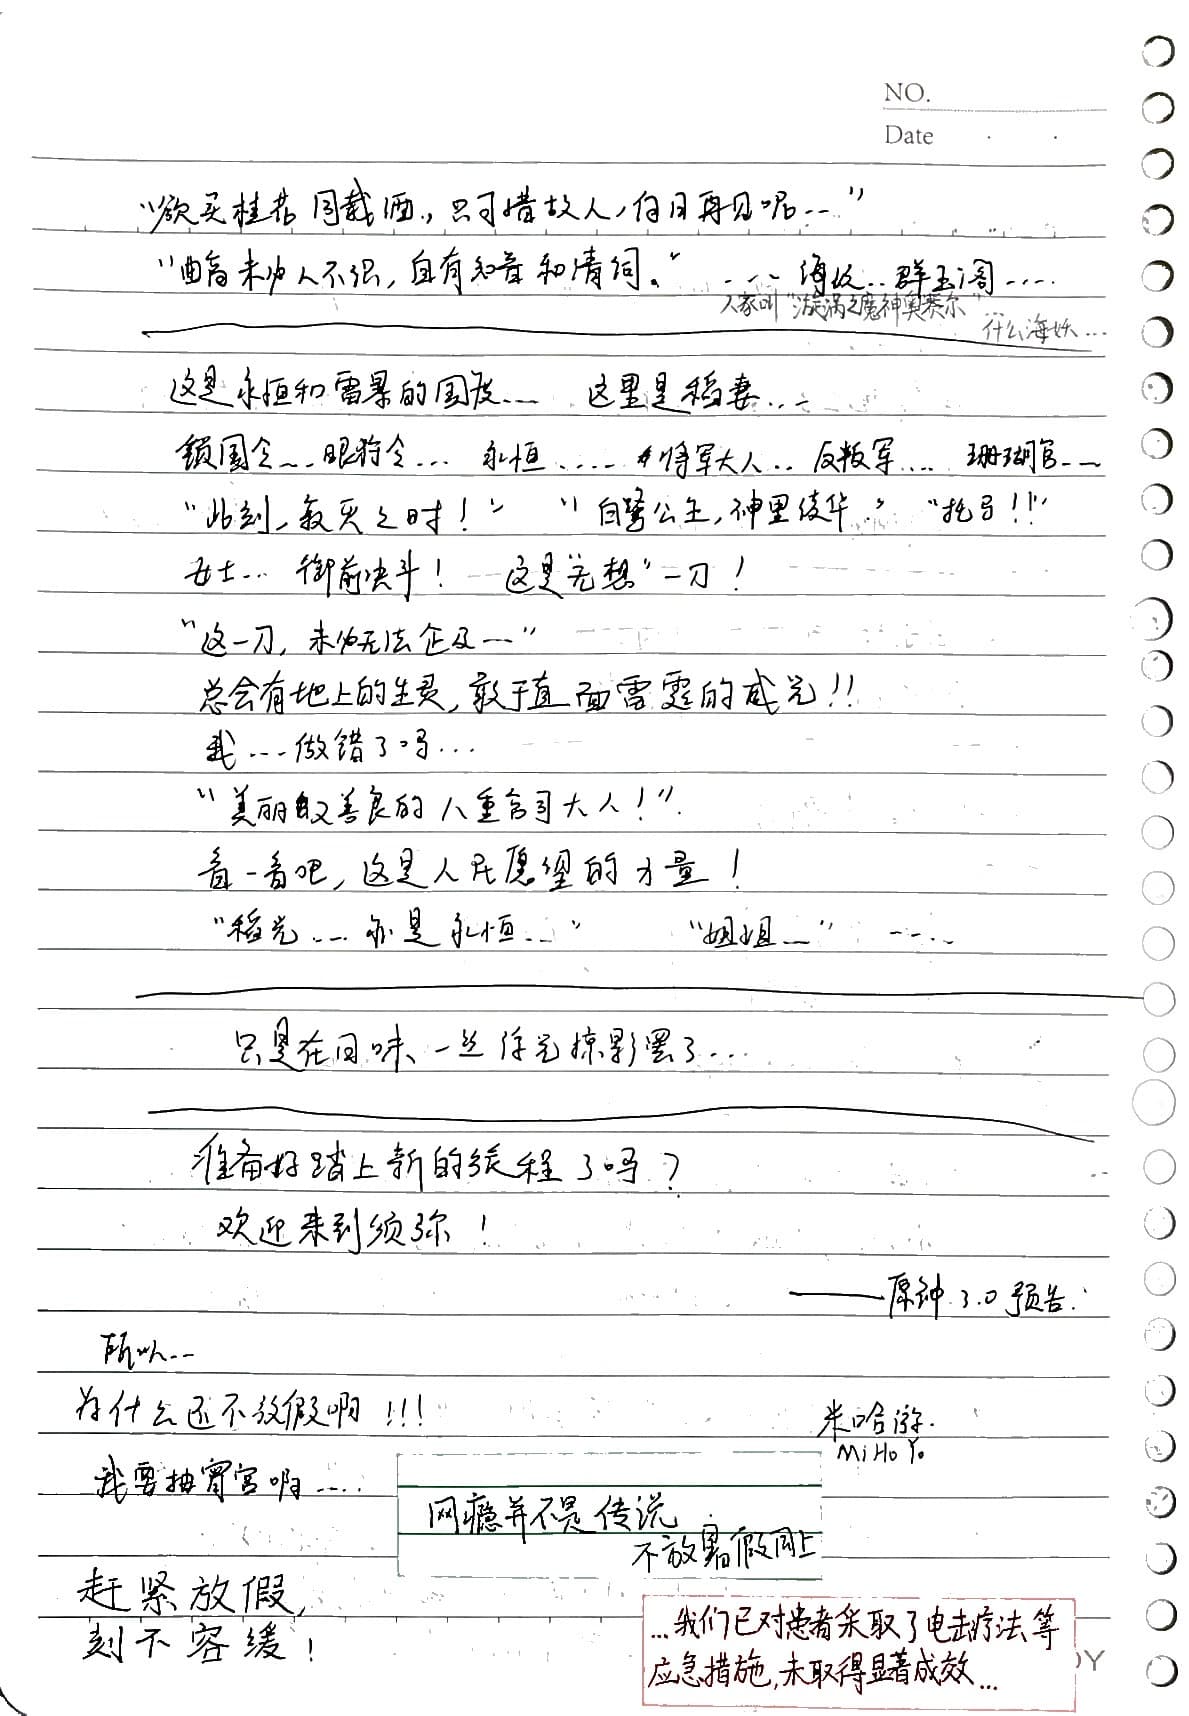 NO.
Date
“欲买桂花同载酒，只可惜故人，何日再见呢…”
“曲高未必人不识，自有知音和清词。” …… 海妖…群玉阁……
人家叫“漩涡之魔神奥赛尔”…
什么海妖…
这是永恒和雷暴的国度…… 这里是稻妻……
锁国令…… 眼狩令…… 永恒…… 将军大人… 反叛军…… 珊瑚宫……
“此刻，寂灭之时！” “白鹭公主，神里绫华。” “托马！！”
女士… 御前决斗！ 这是“无想”一刀！
“这一刀，未必无法企及…”
总会有地上的生灵，敢于直面雷霆的威光！！
我……做错了吗…
“美丽又善良的八重宫司大人！”
看一看吧，这是人民愿望的力量！
“稻光…… 亦是永恒…” “姐姐…” ……
只是在回味、一丝浮光掠影罢了…
准备好踏上新的旅程了吗？
欢迎来到须弥！
——原神 3.0 预告.
所以…
为什么还不放假啊！！！
米哈游.
MiHoYo
我要抽宵宫啊……
网瘾并不是传说
不放暑假同上
赶紧放假，
刻不容缓！
…我们已对患者采取了电击疗法等
应急措施，未取得显著成效…
OY